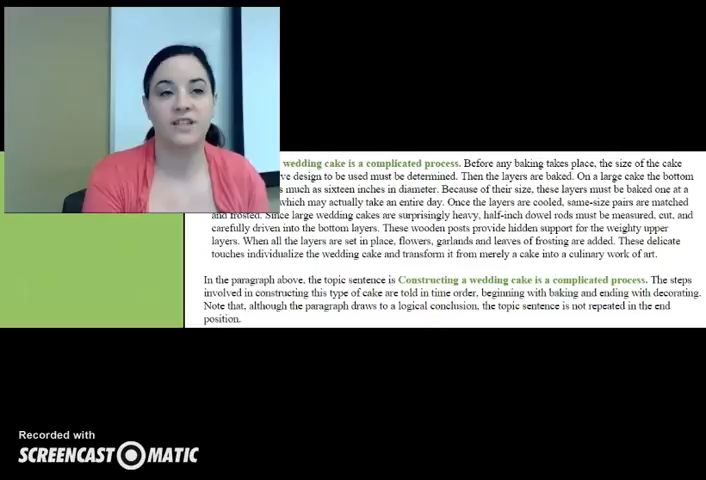 wedding cake is a complicated process. Before any baking takes place, the size of the cake
ve design to be used must be determined. Then the layers are baked. On a large cake the bottom
s much as sixteen inches in diameter. Because of their size, these layers must be baked one at a
which may actually take an entire day. Once the layers are cooled, same-size pairs are matched
and frosted. Since large wedding cakes are surprisingly heavy, half-inch dowel rods must be measured, cut, and
carefully driven into the bottom layers. These wooden posts provide hidden support for the weighty upper
layers. When all the layers are set in place, flowers, garlands and leaves of frosting are added. These delicate
touches individualize the wedding cake and transform it from merely a cake into a culinary work of art.
In the paragraph above, the topic sentence is Constructing a wedding cake is a complicated process. The steps
involved in constructing this type of cake are told in time order, beginning with baking and ending with decorating.
Note that, although the paragraph draws to a logical conclusion, the topic sentence is not repeated in the end
position.
Recorded with
SCREENCAST MATIC